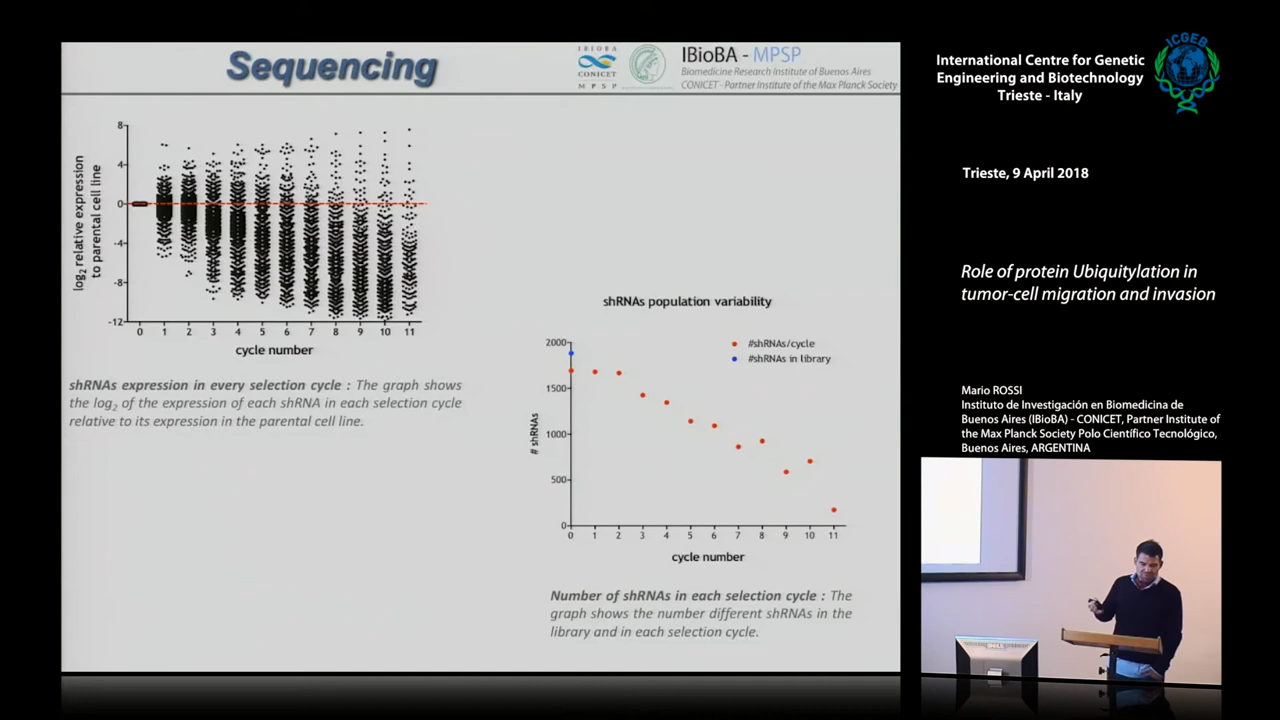 Sequencing
IBIOBA
CONICET
MPSP
IBioBA - MPSP
Biomedicine Research Institute of Buenos Aires
CONICET - Partner Institute of the Max Planck Society
log2 relative expression
to parental cell line
8
4
0
-4
-8
-12
0 1 2 3 4 5 6 7 8 9 10 11
cycle number
shRNAs expression in every selection cycle : The graph shows
the log2 of the expression of each shRNA in each selection cycle
relative to its expression in the parental cell line.
shRNAs population variability
#shRNAs/cycle
#shRNAs in library
# shRNAs
2000
1500
1000
500
0
0 1 2 3 4 5 6 7 8 9 10 11
cycle number
Number of shRNAs in each selection cycle : The
graph shows the number different shRNAs in the
library and in each selection cycle.
International Centre for Genetic
Engineering and Biotechnology
Trieste - Italy
ICGEB
Trieste, 9 April 2018
Role of protein Ubiquitylation in
tumor-cell migration and invasion
Mario ROSSI
Instituto de Investigación en Biomedicina de
Buenos Aires (IBioBA) - CONICET, Partner Institute of
the Max Planck Society Polo Científico Tecnológico,
Buenos Aires, ARGENTINA
DELL